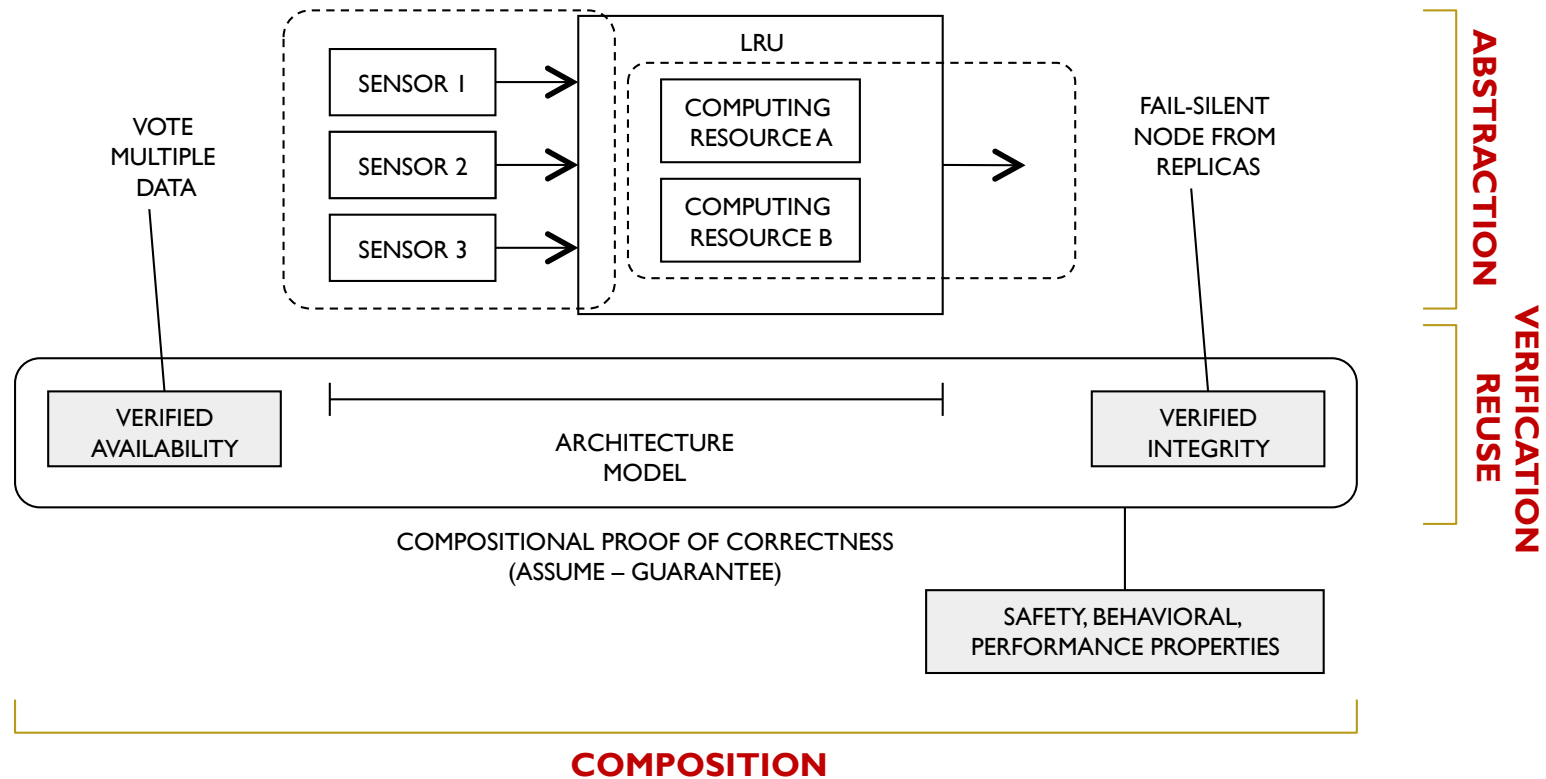 LRU
SENSOR 1
SENSOR 2
SENSOR 3
COMPUTING
RESOURCE A
COMPUTING
RESOURCE B
VOTE
MULTIPLE
DATA
FAIL-SILENT
NODE FROM
REPLICAS
ABSTRACTION
VERIFIED
AVAILABILITY
ARCHITECTURE
MODEL
VERIFIED
INTEGRITY
VERIFICATION
REUSE
COMPOSITIONAL PROOF OF CORRECTNESS
(ASSUME – GUARANTEE)
SAFETY, BEHAVIORAL,
PERFORMANCE PROPERTIES
COMPOSITION